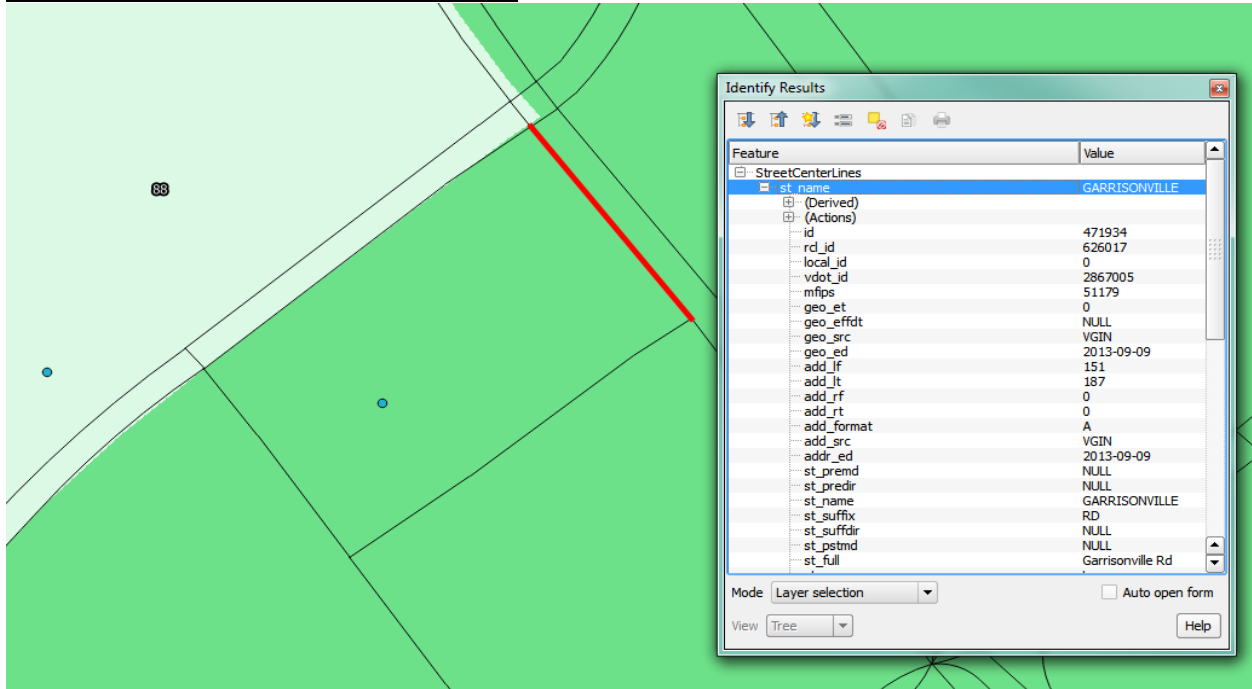 88
Identify Results
Feature Value
StreetCenterLines
st_name GARRISONVILLE
(Derived)
(Actions)
id 471934
rcl_id 626017
local_id 0
vdot_id 2867005
mfips 51179
geo_et 0
geo_effdt NULL
geo_src VGIN
geo_ed 2013-09-09
add_lf 151
add_lt 187
add_rf 0
add_rt 0
add_format A
add_src VGIN
addr_ed 2013-09-09
st_premd NULL
st_predir NULL
st_name GARRISONVILLE
st_suffix RD
st_suffdir NULL
st_pstmd NULL
st_full Garrisonville Rd
Mode Layer selection Auto open form
View Tree Help